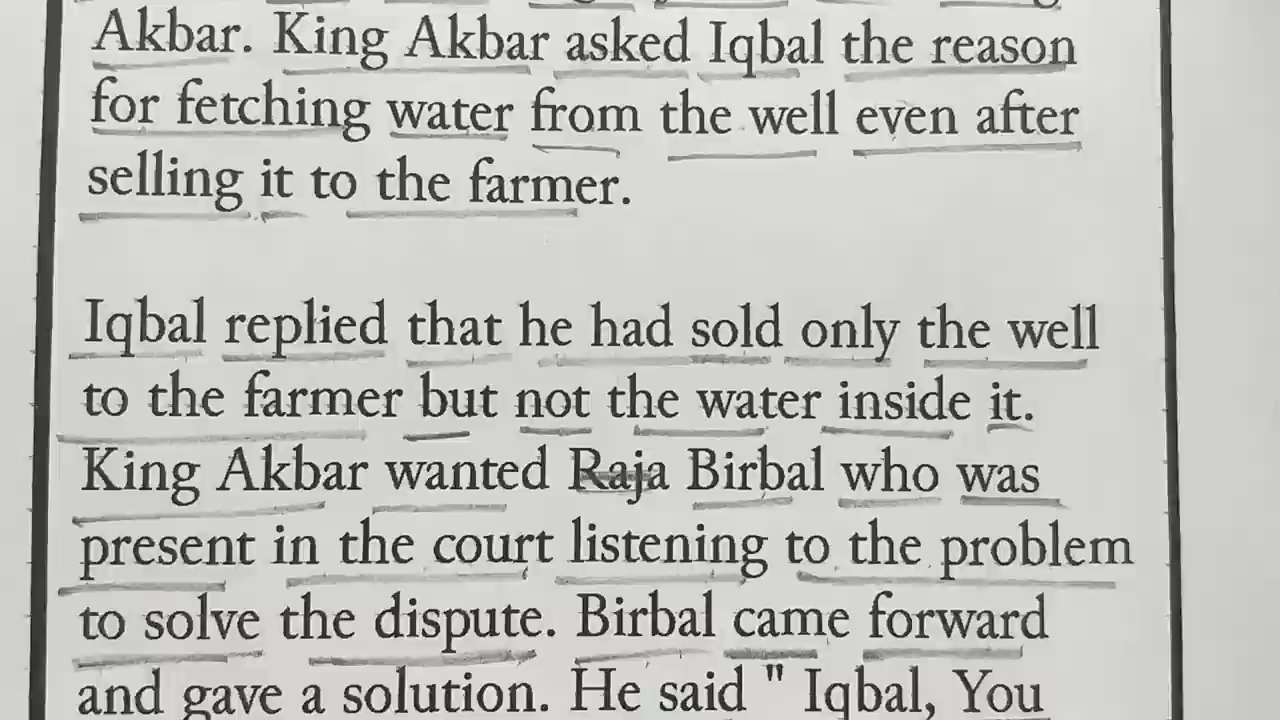 Akbar. King Akbar asked Iqbal the reason
for fetching water from the well even after
selling it to the farmer.
Iqbal replied that he had sold only the well
to the farmer but not the water inside it.
King Akbar wanted Raja Birbal who was
present in the court listening to the problem
to solve the dispute. Birbal came forward
and gave a solution. He said " Iqbal, You